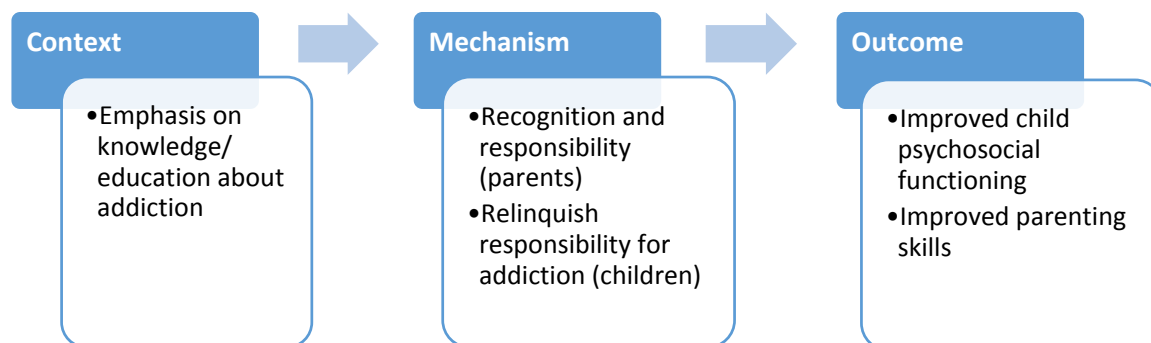 Context
•Emphasis on
knowledge/
education about
addiction
Mechanism
•Recognition and
responsibility
(parents)
•Relinquish
responsibility for
addiction (children)
Outcome
•Improved child
psychosocial
functioning
•Improved parenting
skills